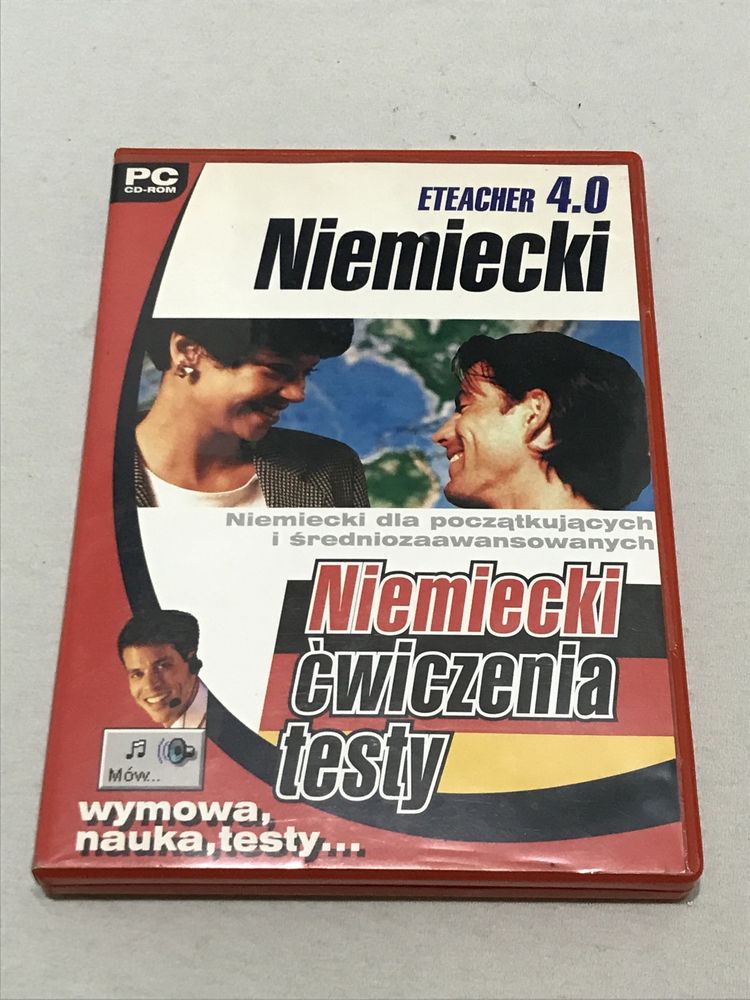 PC
CD-ROM
ETEACHER 4.0
Niemiecki
Niemiecki dla początkujących
i średniozaawansowanych
Niemiecki
ćwiczenia
testy
Mów...
wymowa,
nauka,testy...